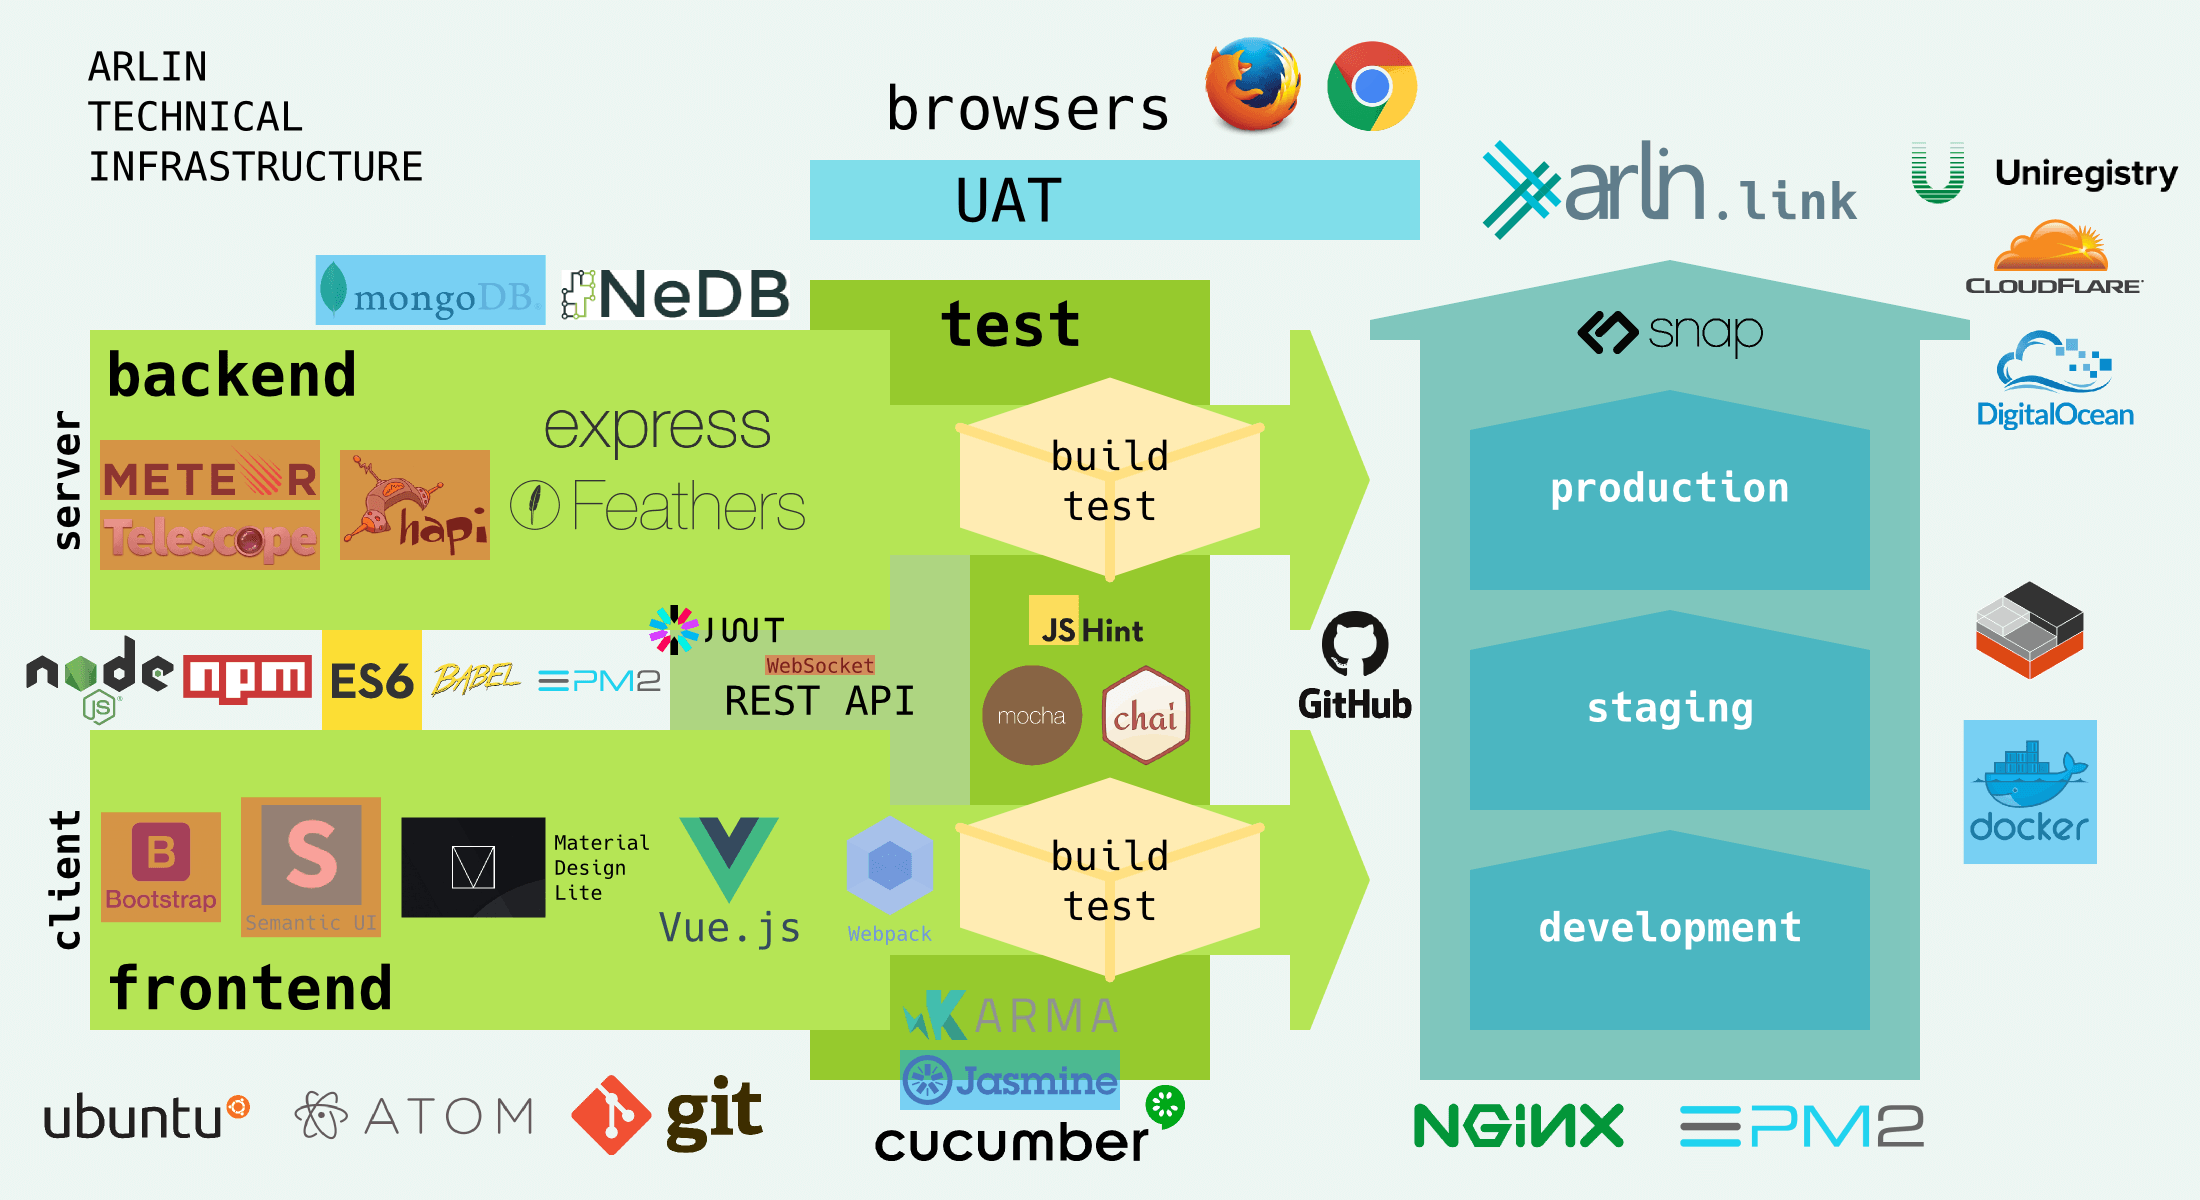 ARLIN
TECHNICAL
INFRASTRUCTURE
browsers
UAT
arlin.link
Uniregistry
CLOUDFLARE
DigitalOcean
mongoDB.
NeDB
test
snap
backend
server
METEOR
Telescope
hapi
express
Feathers
build
test
production
JS Hint
mocha
chai
GitHub
staging
docker
node
JS
npm
ES6
BABEL
PM2
JWT
WebSocket
REST API
client
Bootstrap
B
S
Semantic UI
Material
Design
Lite
Vue.js
Webpack
build
test
development
frontend
KARMA
Jasmine
cucumber
ubuntu
ATOM
git
NGINX
PM2